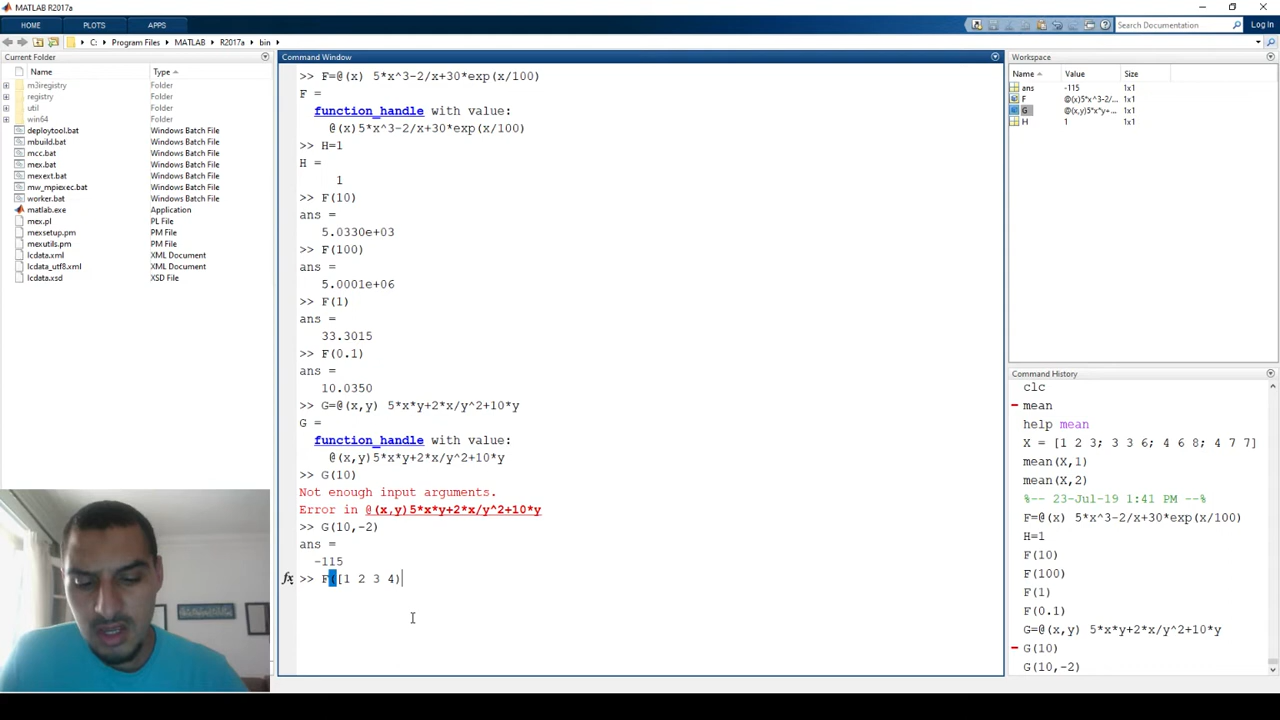 MATLAB R2017a
HOME PLOTS APPS Search Documentation Log In
C: Program Files MATLAB R2017a bin
Current Folder
Name Type
m3iregistry Folder
registry Folder
util Folder
win64 Folder
deploytool.bat Windows Batch File
mbuild.bat Windows Batch File
mcc.bat Windows Batch File
mex.bat Windows Batch File
mexext.bat Windows Batch File
mw_mpiexec.bat Windows Batch File
worker.bat Windows Batch File
matlab.exe Application
mex.pl PL File
mexsetup.pm PM File
mexutils.pm PM File
lcdata.xml XML Document
lcdata_utf8.xml XML Document
lcdata.xsd XSD File
Command Window
>> F=@(x) 5*x^3-2/x+30*exp(x/100)
F =
function_handle with value:
@(x)5*x^3-2/x+30*exp(x/100)
>> H=1
H =
1
>> F(10)
ans =
5.0330e+03
>> F(100)
ans =
5.0001e+06
>> F(1)
ans =
33.3015
>> F(0.1)
ans =
10.0350
>> G=@(x,y) 5*x*y+2*x/y^2+10*y
G =
function_handle with value:
@(x,y)5*x*y+2*x/y^2+10*y
>> G(10)
Not enough input arguments.
Error in @(x,y)5*x*y+2*x/y^2+10*y
>> G(10,-2)
ans =
-115
fx >> F([1 2 3 4)
Workspace
Name Value Size
ans -115 1x1
F @(x)5*x^3-2/... 1x1
G @(x,y)5*x*y+... 1x1
H 1 1x1
Command History
clc
mean
help mean
X = [1 2 3; 3 3 6; 4 6 8; 4 7 7]
mean(X,1)
mean(X,2)
%-- 23-Jul-19 1:41 PM --%
F=@(x) 5*x^3-2/x+30*exp(x/100)
H=1
F(10)
F(100)
F(1)
F(0.1)
G=@(x,y) 5*x*y+2*x/y^2+10*y
G(10)
G(10,-2)